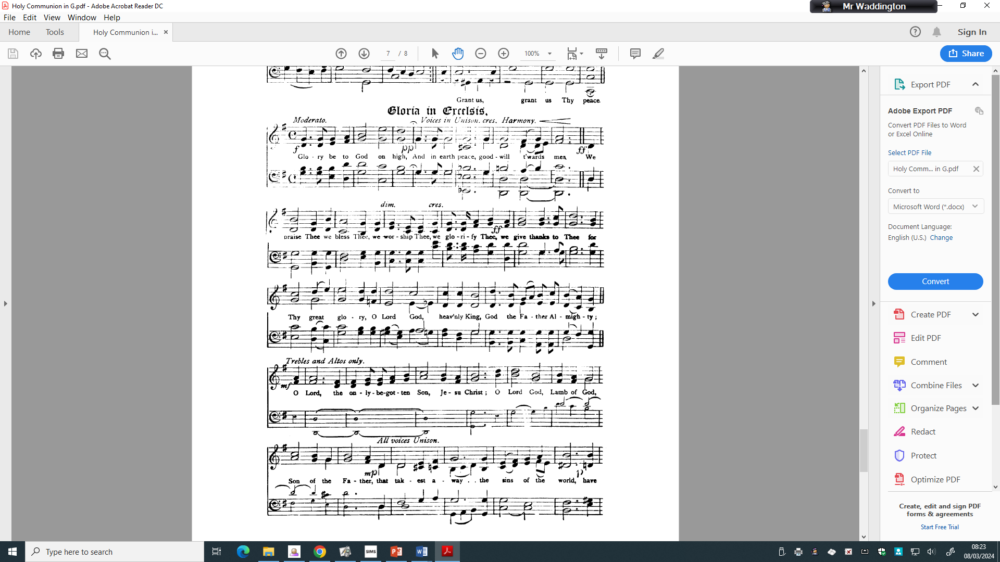 Holy Communion in G.pdf - Adobe Acrobat Reader DC
Mr Waddington
File Edit View Window Help
Home Tools Holy Communion i... × Sign In
7 / 8 100% Share
Grant us, grant us Thy peace.
Gloria in Excelsis.
Moderato. Voices in Unison. cres. Harmony.
f pp ff
Glo - ry be to God on high, And in earth peace, good - will t'wards men. We
dim. cres.
ff
praise Thee we bless Thee, we wor - ship Thee, we glo - ri - fy Thee, we give thanks to Thee for
Thy great glo - ry, O Lord God, heav'nly King, God the Fa - ther Al - migh - ty ;
Trebles and Altos only.
mf
O Lord, the on - ly - be - got - ten Son, Je - su Christ ; O Lord God, Lamb of God,
All voices Unison.
mp p
Son of the Fa - ther, that tak - est a - way . . the sins of the world, have
Export PDF
Adobe Export PDF
Convert PDF Files to Word
or Excel Online
Select PDF File
Holy Comm... in G.pdf
Convert to
Microsoft Word (*.docx)
Document Language:
English (U.S.) Change
Convert
Create PDF
Edit PDF
Comment
Combine Files
Organize Pages
Redact
Protect
Optimize PDF
Create, edit and sign PDF
forms & agreements
Start Free Trial
Type here to search
SIMS
08:23
08/03/2024